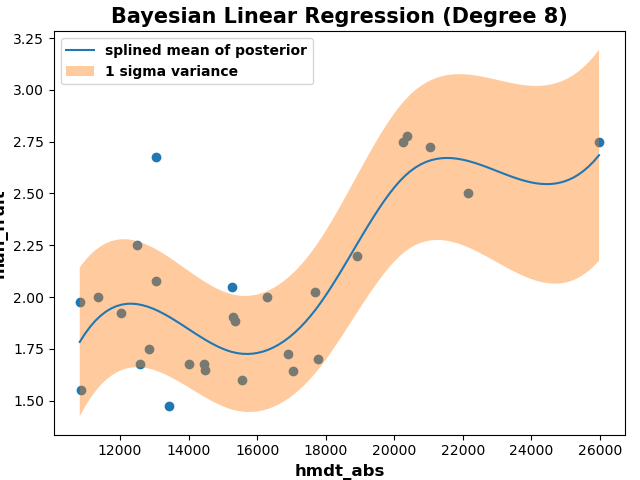 Bayesian Linear Regression (Degree 8)
splined mean of posterior
1 sigma variance
3.25
3.00
2.75
2.50
2.25
2.00
1.75
1.50
12000 14000 16000 18000 20000 22000 24000 26000
hmdt_abs